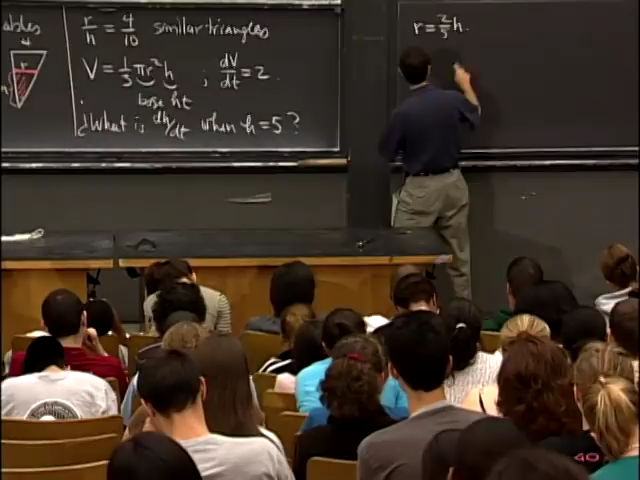 ables
r/h = 4/10 similar triangles
r
V = 1/3 πr²h ; dV/dt = 2.
base ht
¿What is dh/dt when h = 5?
r = 2/5 h.
40